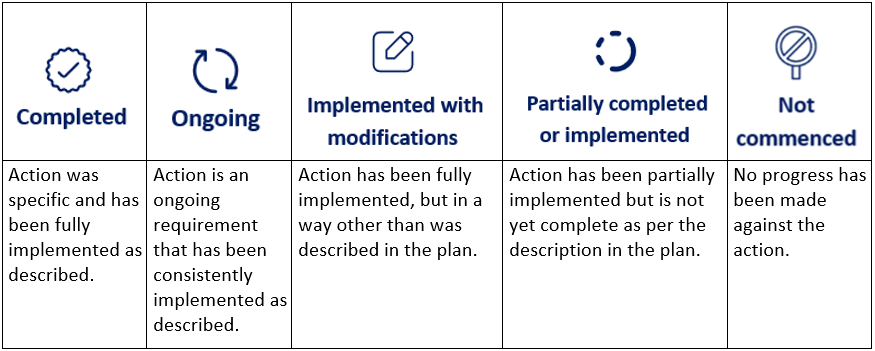 Completed
Ongoing
Implemented with
modifications
Partially completed
or implemented
Not
commenced
Action was
specific and has
been fully
implemented as
described.
Action is an
ongoing
requirement
that has been
consistently
implemented as
described.
Action has been fully
implemented, but in a
way other than was
described in the plan.
Action has been partially
implemented but is not
yet complete as per the
description in the plan.
No progress has
been made
against the
action.